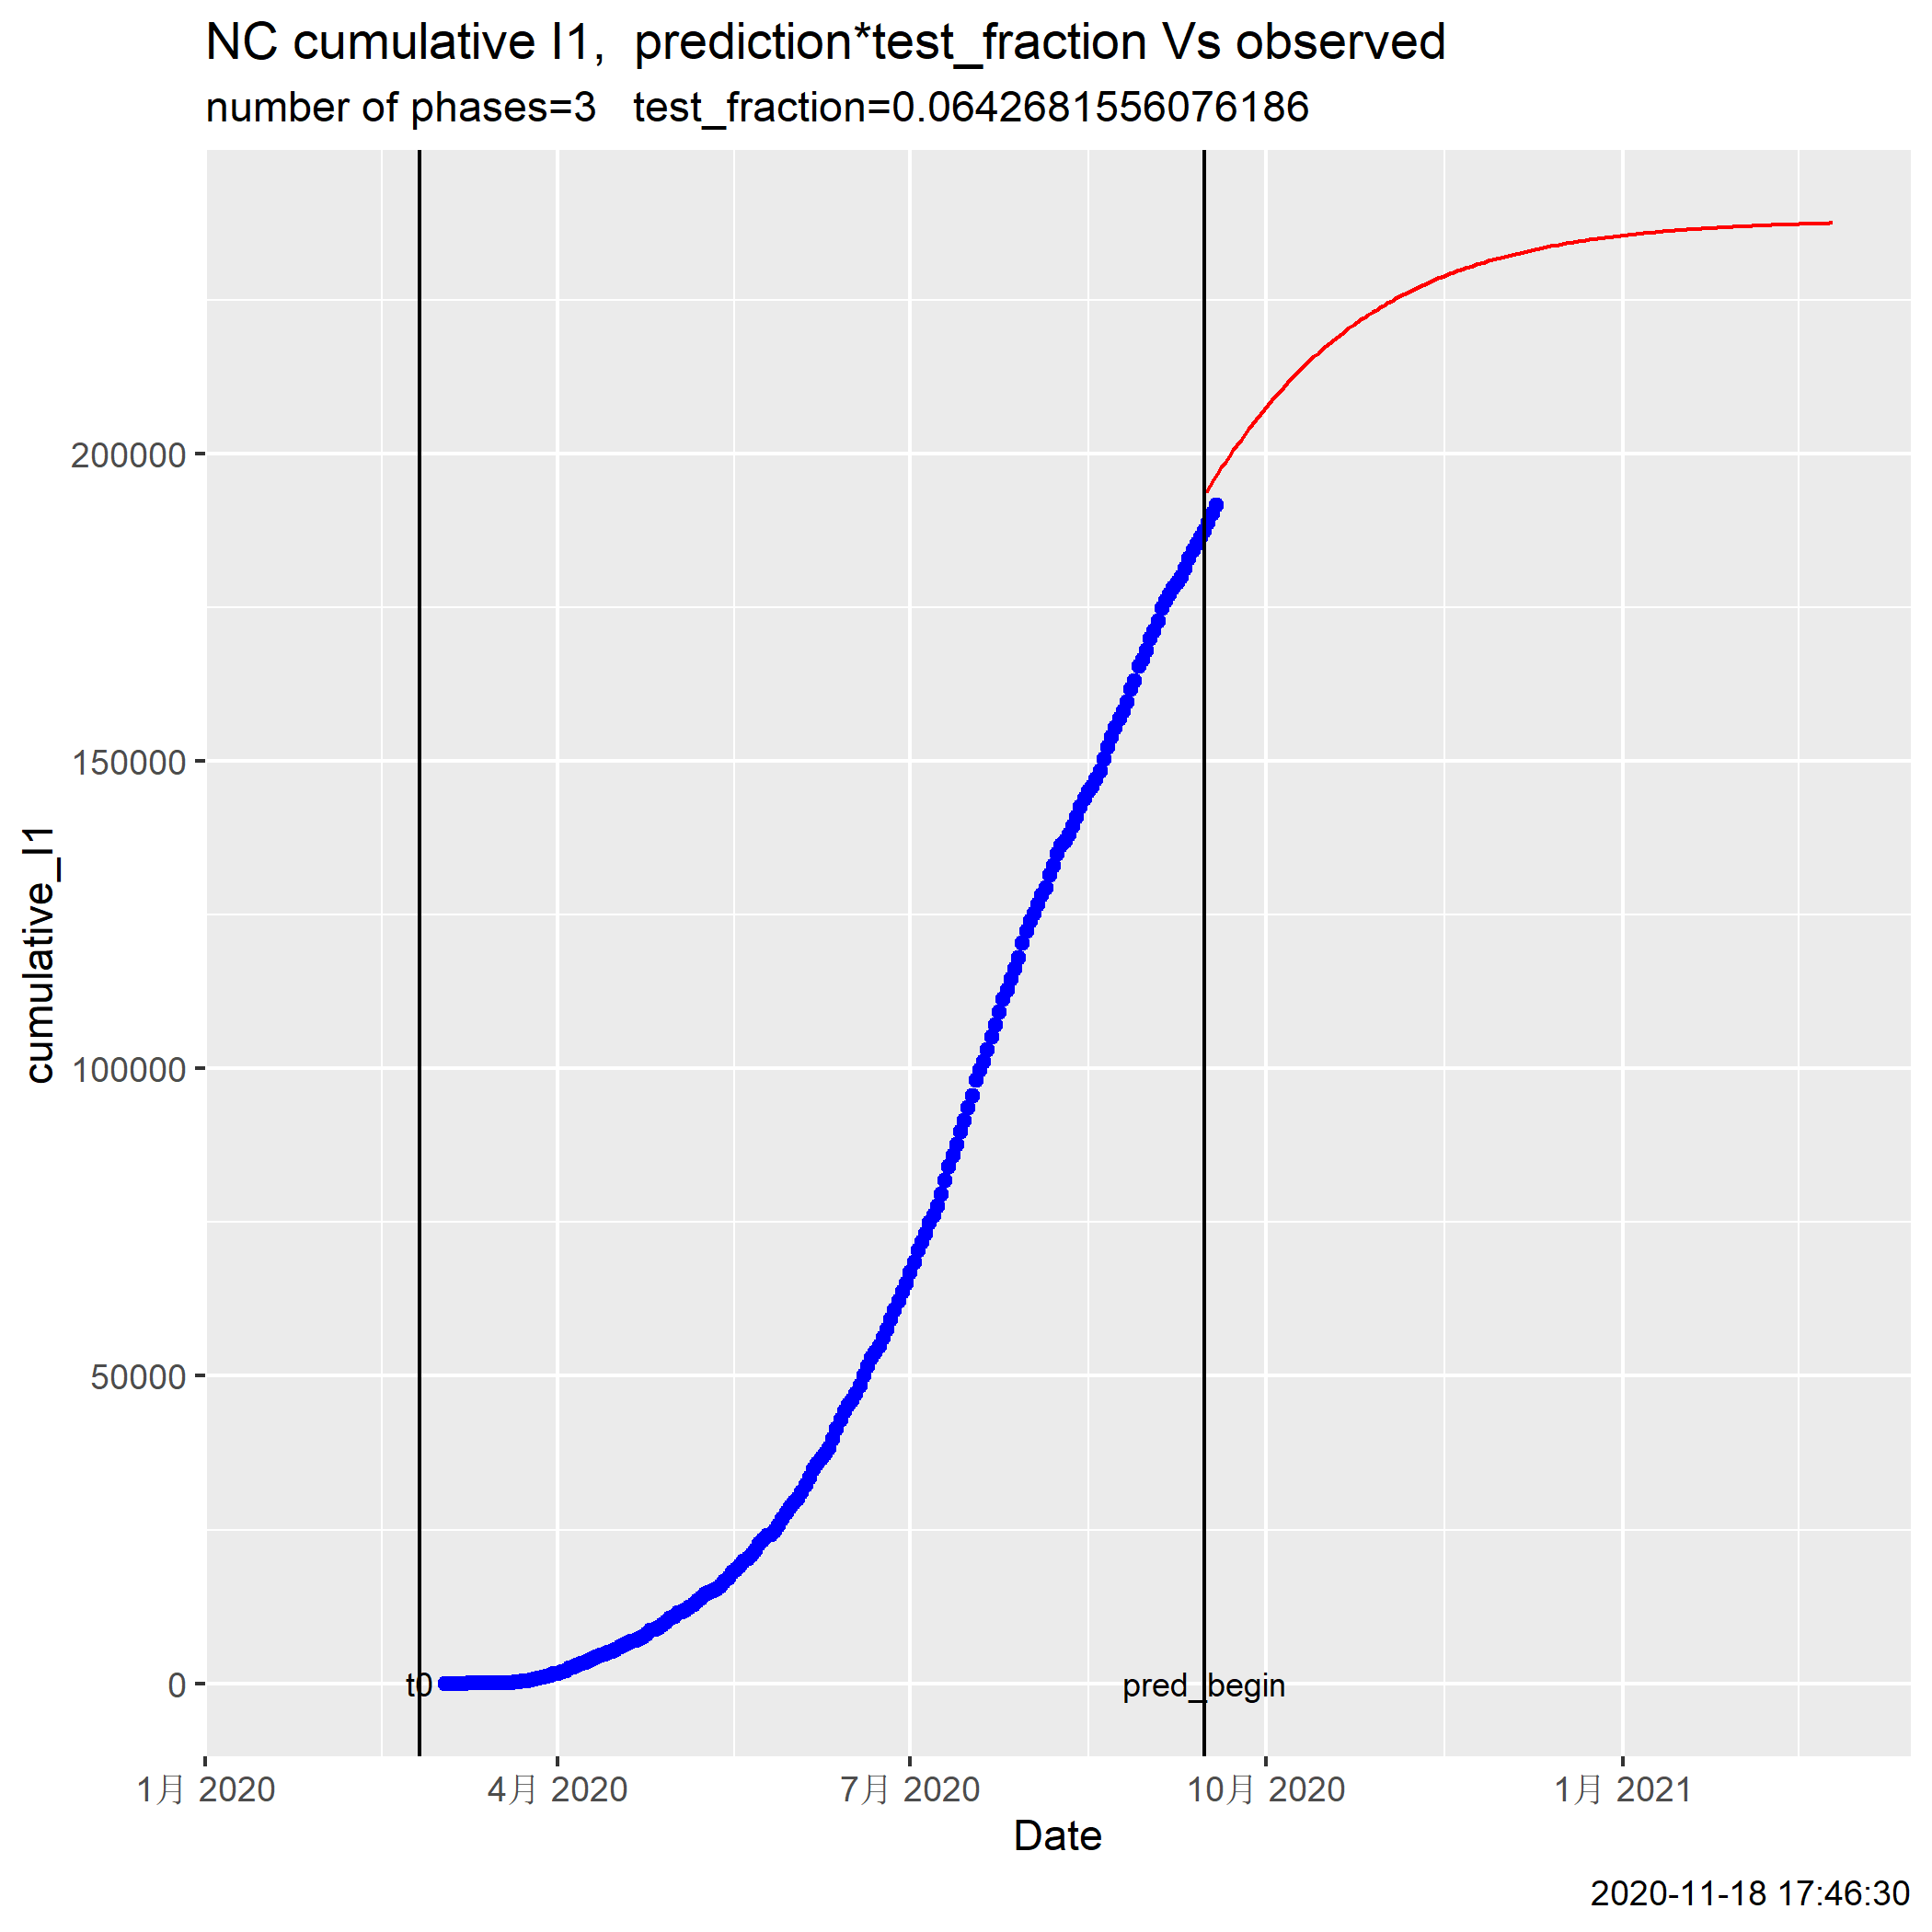 NC cumulative I1,  prediction*test_fraction Vs observed
number of phases=3   test_fraction=0.0642681556076186
cumulative_I1
200000
150000
100000
50000
0
t0
pred_begin
1月 2020
4月 2020
7月 2020
10月 2020
1月 2021
Date
2020-11-18 17:46:30